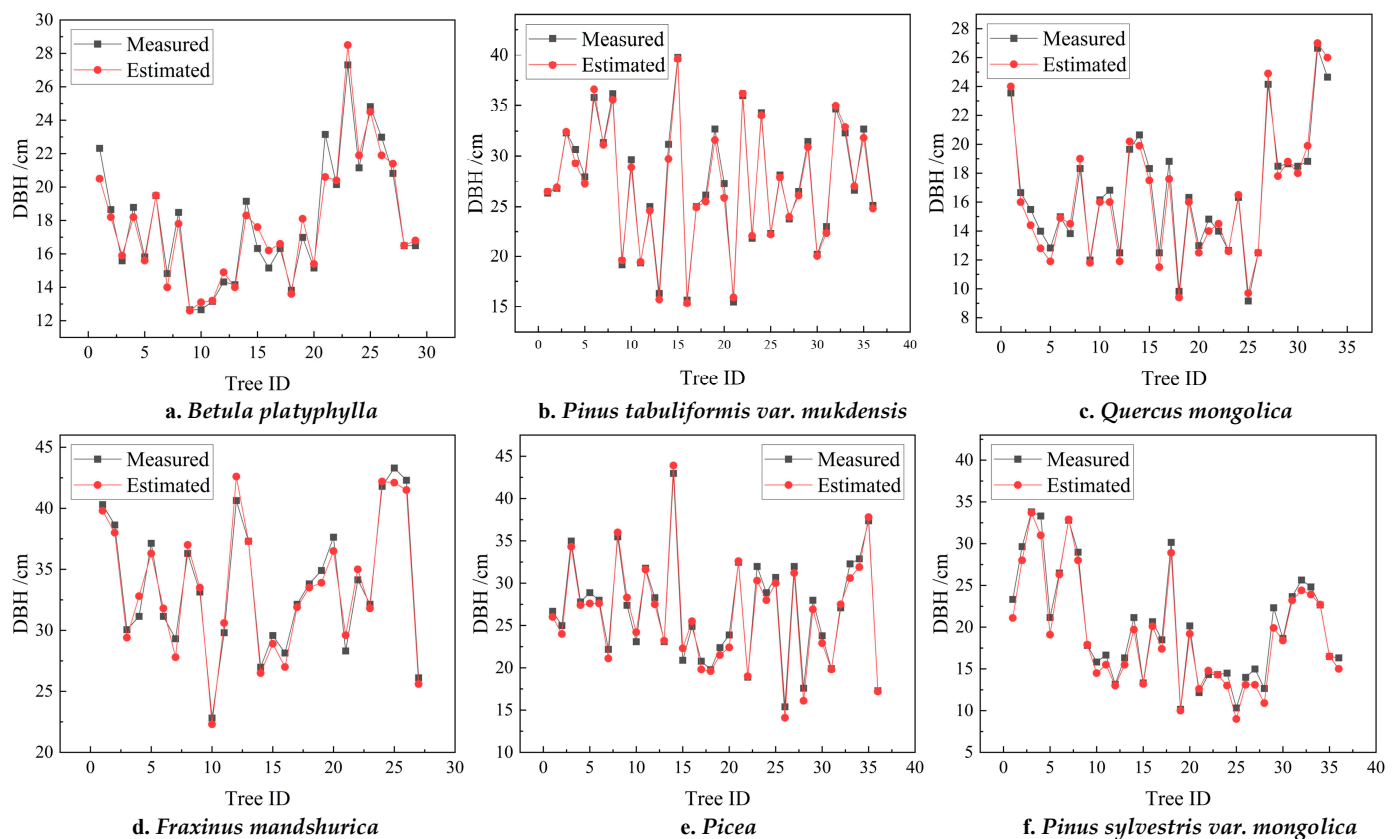 30
28
26
24
22
20
18
16
14
12
DBH /cm
Measured
Estimated
0 5 10 15 20 25 30
Tree ID
a. Betula platyphylla
40
35
30
25
20
15
DBH /cm
Measured
Estimated
0 5 10 15 20 25 30 35 40
Tree ID
b. Pinus tabuliformis var. mukdensis
28
26
24
22
20
18
16
14
12
10
8
DBH /cm
Measured
Estimated
0 5 10 15 20 25 30 35
Tree ID
c. Quercus mongolica
45
40
35
30
25
20
DBH /cm
Measured
Estimated
0 5 10 15 20 25 30
Tree ID
d. Fraxinus mandshurica
45
40
35
30
25
20
15
10
DBH /cm
Measured
Estimated
0 5 10 15 20 25 30 35 40
Tree ID
e. Picea
40
35
30
25
20
15
10
5
DBH /cm
Measured
Estimated
0 5 10 15 20 25 30 35 40
Tree ID
f. Pinus sylvestris var. mongolica